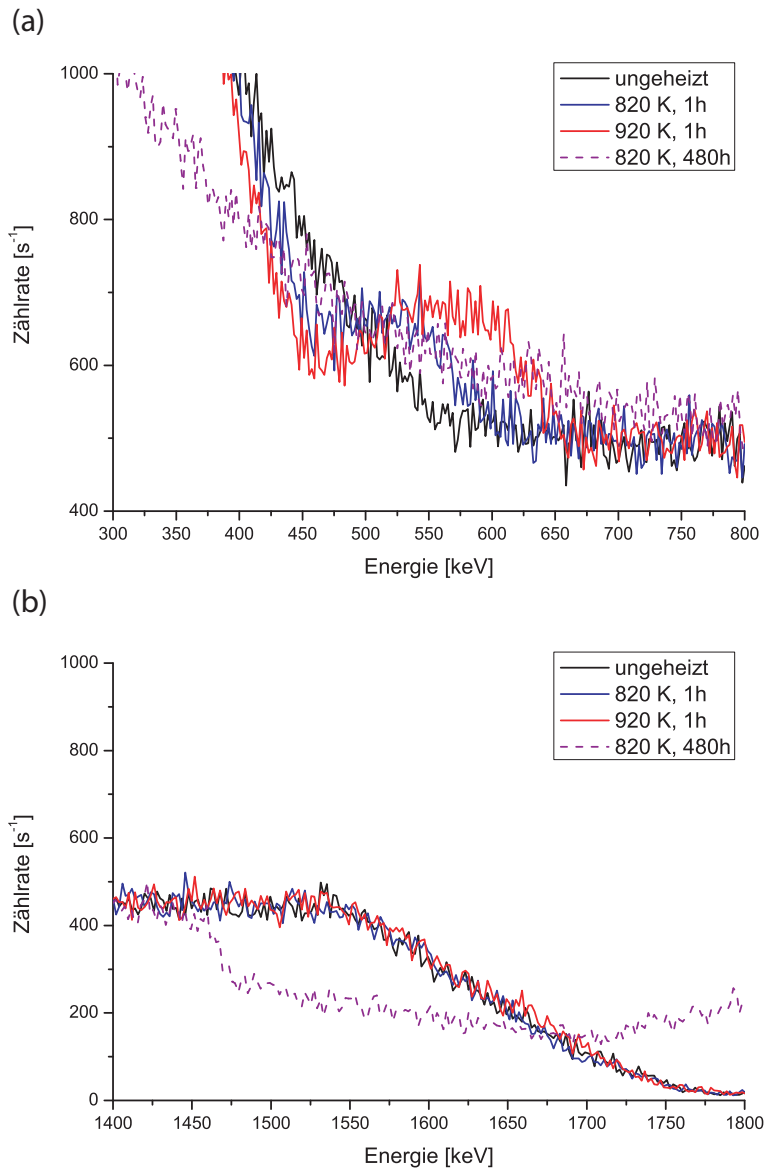 (a)
1000
800
600
400
Zählrate [s⁻¹]
ungeheizt
820 K, 1h
920 K, 1h
820 K, 480h
300 350 400 450 500 550 600 650 700 750 800
Energie [keV]
(b)
1000
800
600
400
200
0
Zählrate [s⁻¹]
ungeheizt
820 K, 1h
920 K, 1h
820 K, 480h
1400 1450 1500 1550 1600 1650 1700 1750 1800
Energie [keV]